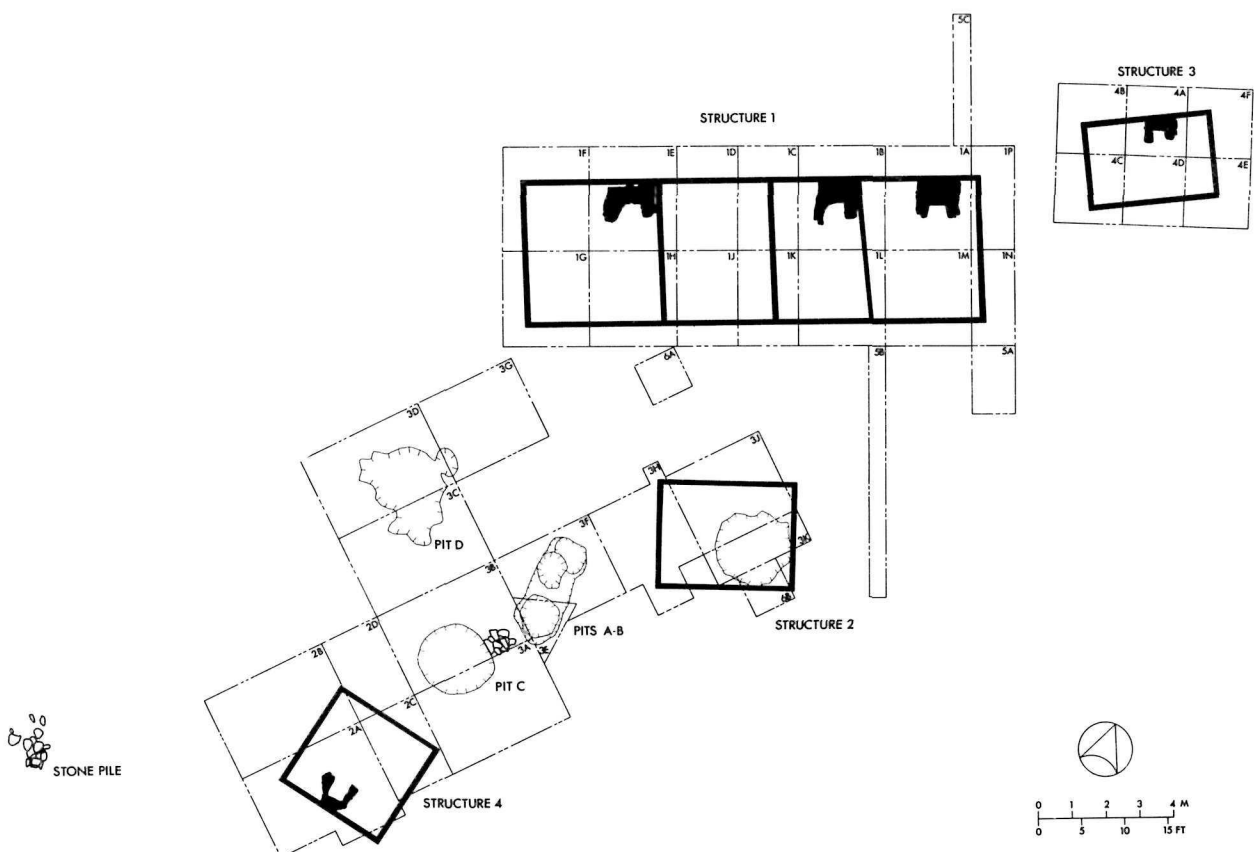 5C
STRUCTURE 3
4B 4A 4F
STRUCTURE 1
1F 1E 1D 1C 1B 1A 1P
4C 4D 4E
1G 1H 1J 1K 1L 1M 1N
6A 5B 5A
3G
3D
3J
3H
3C
3F
PIT D
3K
3B
6B
PITS A-B
STRUCTURE 2
2D
3A 3E
2B
PIT C
2C
2A
STONE PILE
STRUCTURE 4
0 1 2 3 4 M
0 5 10 15 FT